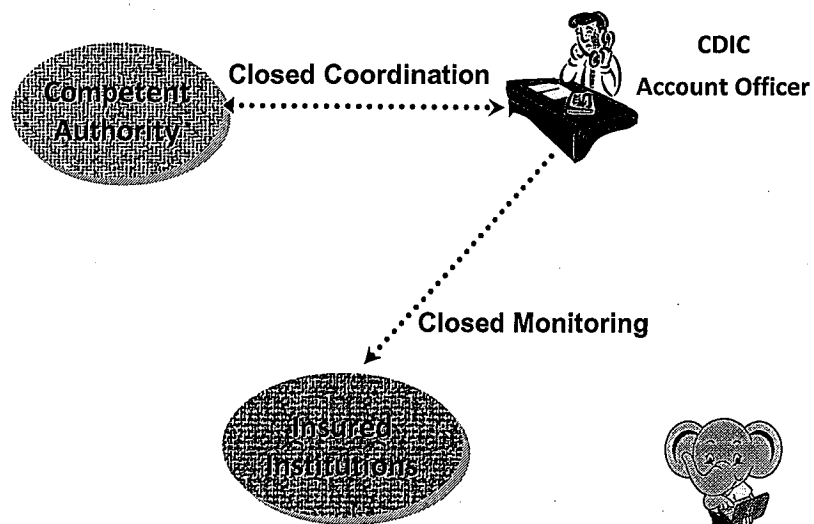 CDIC
Account Officer
Closed Coordination
Competent
Authority
Closed Monitoring
Insured
Institutions